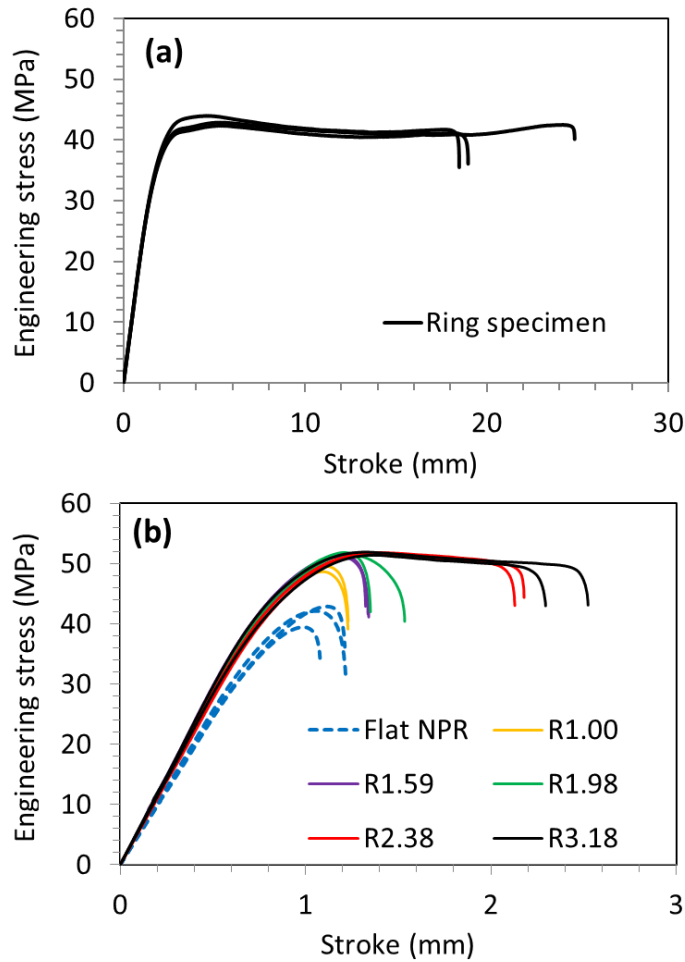 (a)
Engineering stress (MPa)
60
50
40
30
20
10
0
Ring specimen
0 10 20 30
Stroke (mm)
(b)
Engineering stress (MPa)
60
50
40
30
20
10
0
Flat NPR R1.00
R1.59 R1.98
R2.38 R3.18
0 1 2 3
Stroke (mm)